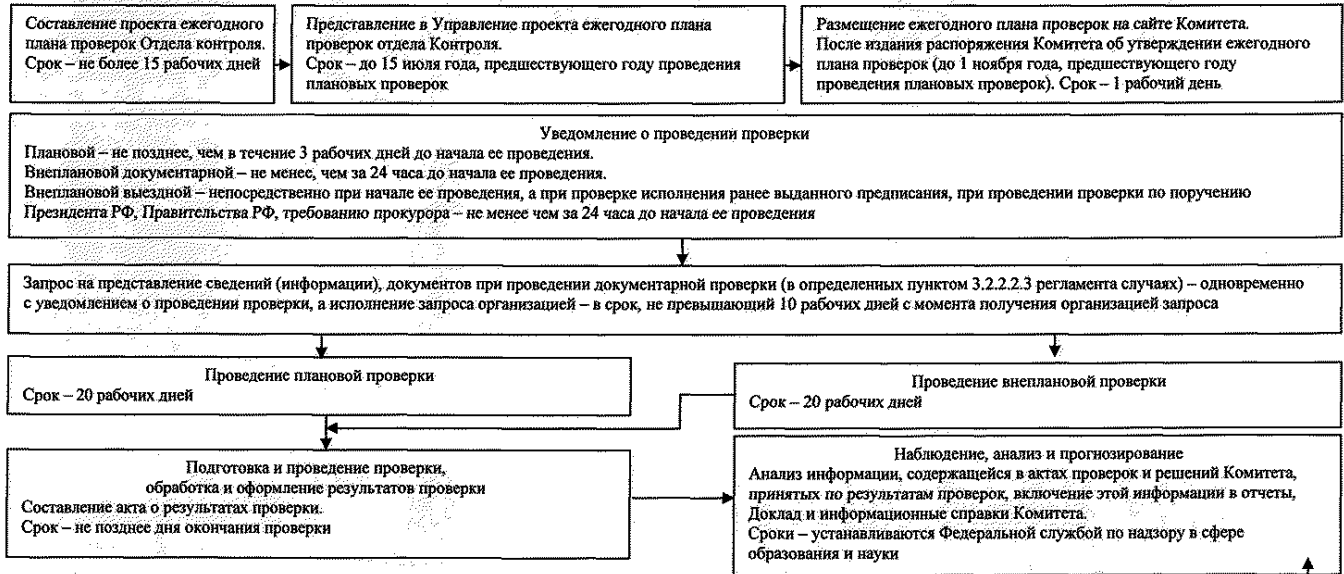 Составление проекта ежегодного
плана проверок Отдела контроля.
Срок – не более 15 рабочих дней
Представление в Управление проекта ежегодного плана
проверок отдела Контроля.
Срок – до 15 июля года, предшествующего году проведения
плановых проверок
Размещение ежегодного плана проверок на сайте Комитета.
После издания распоряжения Комитета об утверждении ежегодного
плана проверок (до 1 ноября года, предшествующего году
проведения плановых проверок). Срок – 1 рабочий день
Уведомление о проведении проверки
Плановой – не позднее, чем в течение 3 рабочих дней до начала ее проведения.
Внеплановой документарной – не менее, чем за 24 часа до начала ее проведения.
Внеплановой выездной – непосредственно при начале ее проведения, а при проверке исполнения ранее выданного предписания, при проведении проверки по поручению
Президента РФ, Правительства РФ, требованию прокурора – не менее чем за 24 часа до начала ее проведения
Запрос на представление сведений (информации), документов при проведении документарной проверки (в определенных пунктом 3.2.2.2.3 регламента случаях) – одновременно
с уведомлением о проведении проверки, а исполнение запроса организацией – в срок, не превышающий 10 рабочих дней с момента получения организацией запроса
Проведение плановой проверки
Срок – 20 рабочих дней
Проведение внеплановой проверки
Срок – 20 рабочих дней
Подготовка и проведение проверки,
обработка и оформление результатов проверки
Составление акта о результатах проверки.
Срок – не позднее дня окончания проверки
Наблюдение, анализ и прогнозирование
Анализ информации, содержащейся в актах проверок и решений Комитета,
принятых по результатам проверок, включение этой информации в отчеты,
Доклад и информационные справки Комитета.
Сроки – устанавливаются Федеральной службой по надзору в сфере
образования и науки